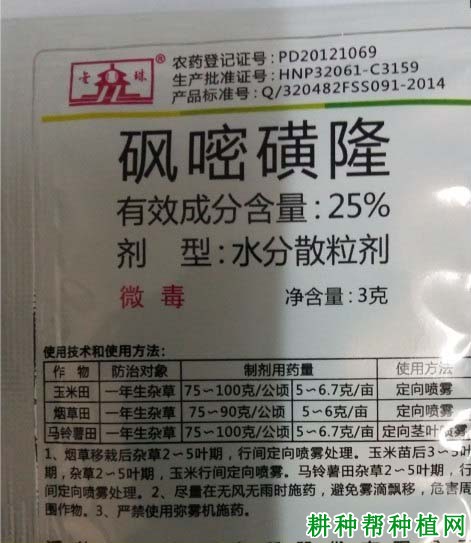 农药登记证号：PD20121069
生产批准证号：HNP32061-C3159
产品标准号：Q/320482FSS091-2014
珠
®
砜嘧磺隆
有效成分含量：25%
剂 型：水分散粒剂
微毒 净含量：3克
使用技术和使用方法：
作物 防治对象 制剂用药量 使用方法
玉米田 一年生杂草 75～100克/公顷 5～6.7克/亩 定向喷雾
烟草田 一年生杂草 75～90克/公顷 5～6克/亩 定向喷雾
马铃薯田 一年生杂草 75～100克/公顷 5～6.7克/亩 定向茎叶喷雾
1、烟草移栽后杂草2～5叶期，行间定向喷雾处理。玉米苗后3～5叶
期，杂草2～5叶期，玉米行间定向喷雾。马铃薯田杂草2～5叶期，行
间定向喷雾处理。2、尽量在无风无雨时施药，避免雾滴飘移，危害周
围作物。3、严禁使用弥雾机施药。
耕种帮种植网